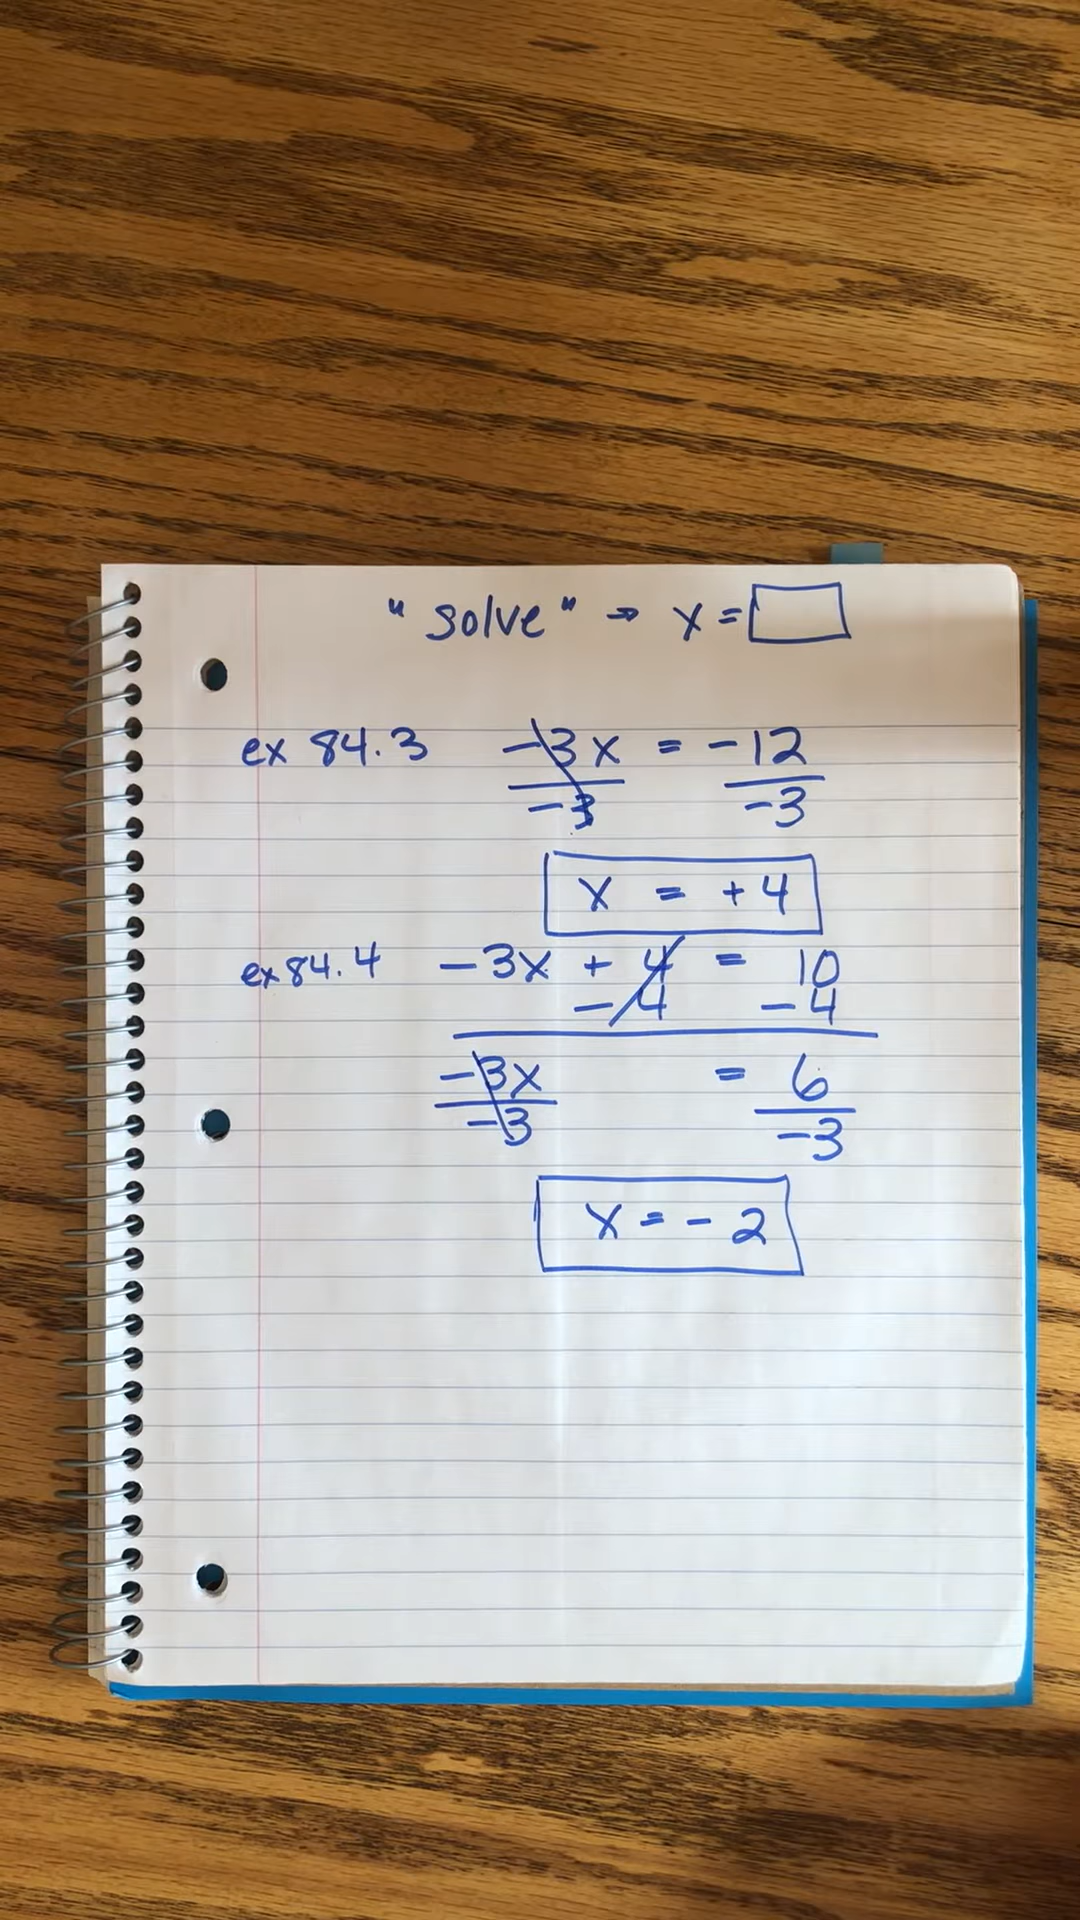 "solve" → x =
ex 84.3 -3x = -12
-3 -3
x = +4
ex 84.4 -3x + 4 = 10
-4 -4
-3x = 6
-3 -3
x = -2